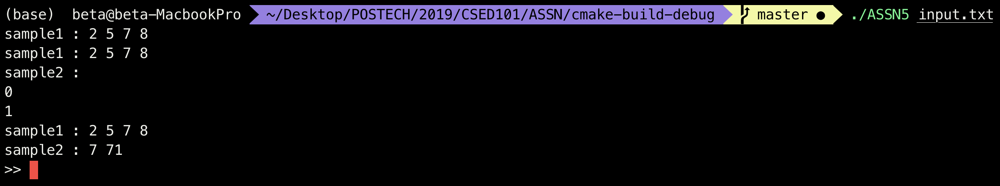 (base)  beta@beta-MacbookPro  ~/Desktop/POSTECH/2019/CSED101/ASSN/cmake-build-debug  master ●  ./ASSN5 input.txt
sample1 : 2 5 7 8
sample1 : 2 5 7 8
sample2 :
0
1
sample1 : 2 5 7 8
sample2 : 7 71
>>